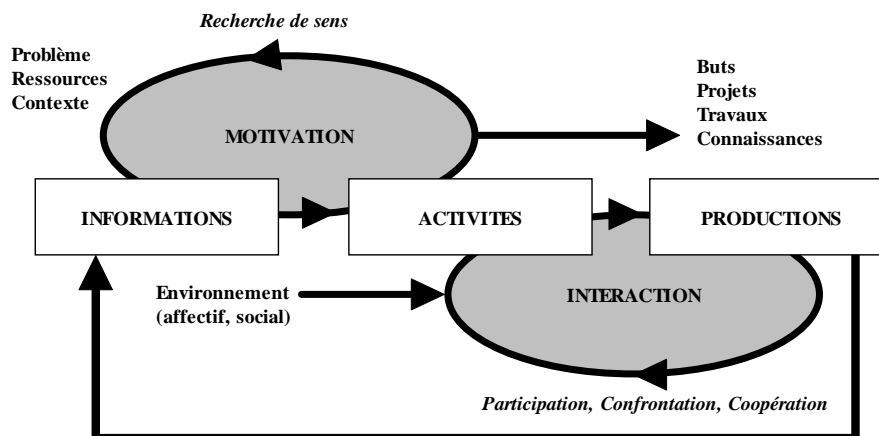 Recherche de sens
Problème
Ressources
Contexte
Buts
Projets
Travaux
Connaissances
MOTIVATION
INFORMATIONS
ACTIVITES
PRODUCTIONS
Environnement
(affectif, social)
INTERACTION
Participation, Confrontation, Coopération